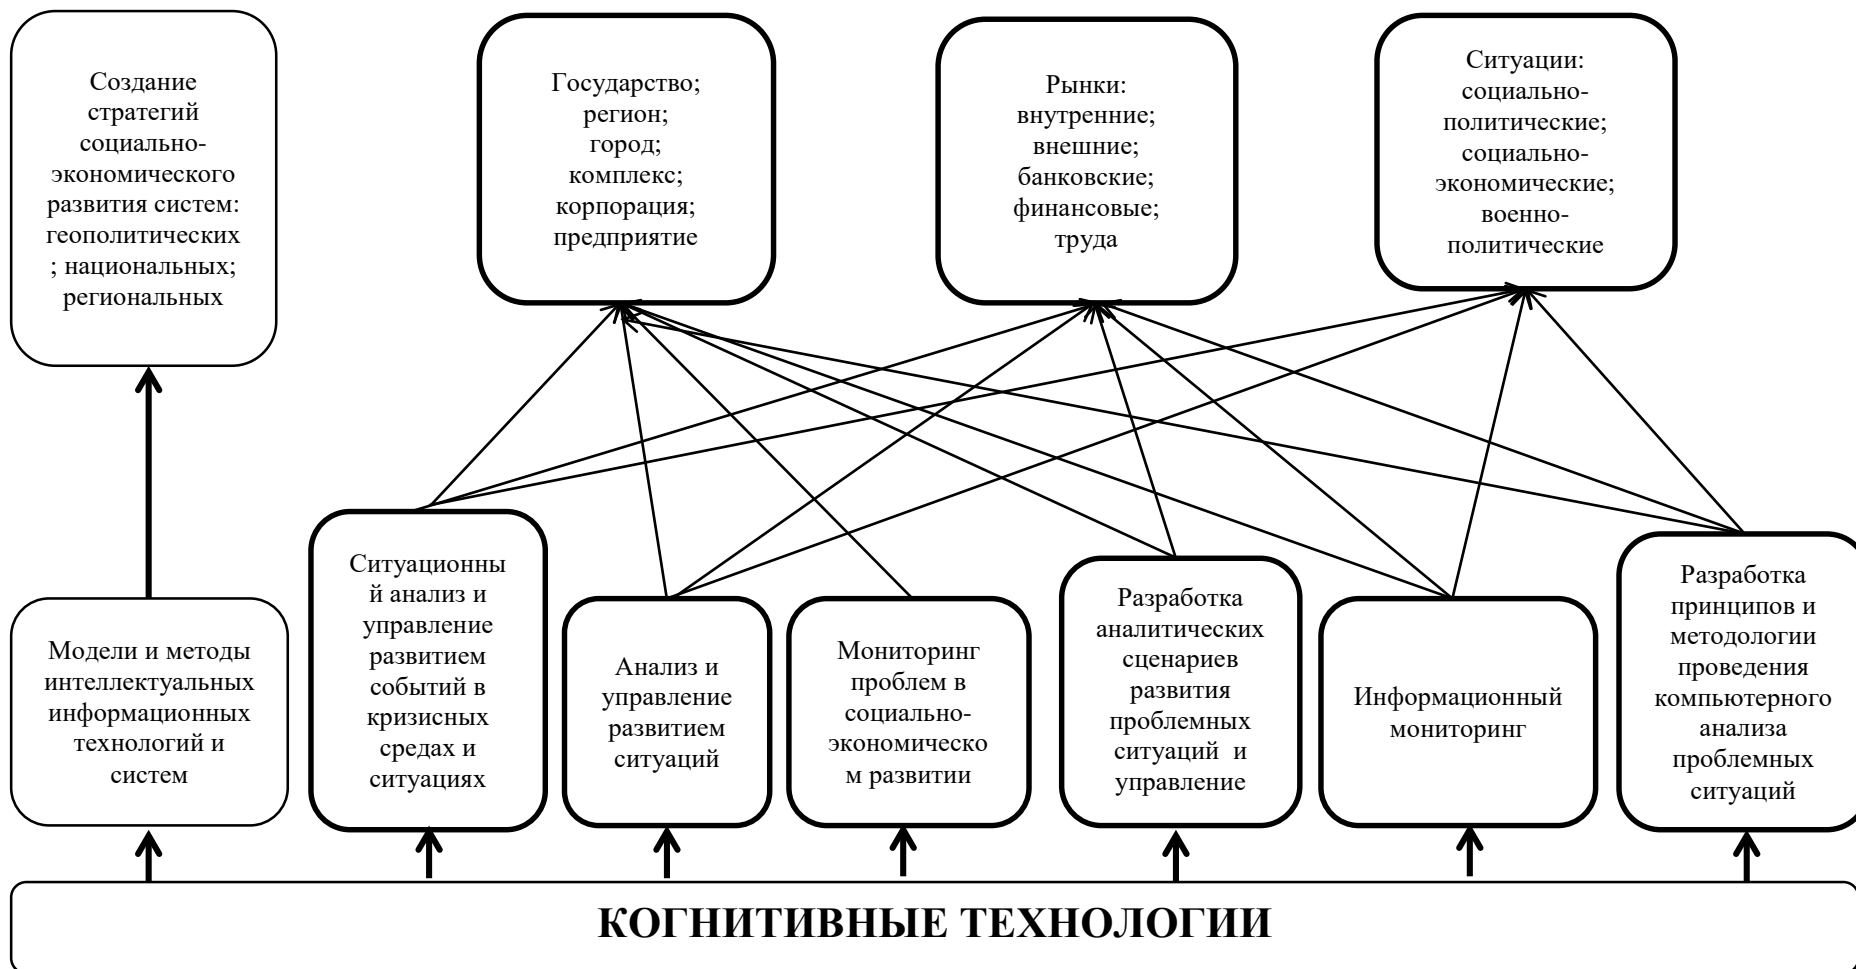 Создание
стратегий
социально-
экономического
развития систем:
геополитических
; национальных;
региональных
Государство;
регион;
город;
комплекс;
корпорация;
предприятие
Рынки:
внутренние;
внешние;
банковские;
финансовые;
труда
Ситуации:
социально-
политические;
социально-
экономические;
военно-
политические
Модели и методы
интеллектуальных
информационных
технологий и
систем
Ситуационны
й анализ и
управление
развитием
событий в
кризисных
средах и
ситуациях
Анализ и
управление
развитием
ситуаций
Мониторинг
проблем в
социально-
экономическо
м развитии
Разработка
аналитических
сценариев
развития
проблемных
ситуаций и
управление
Информационный
мониторинг
Разработка
принципов и
методологии
проведения
компьютерного
анализа
проблемных
ситуаций
КОГНИТИВНЫЕ ТЕХНОЛОГИИ